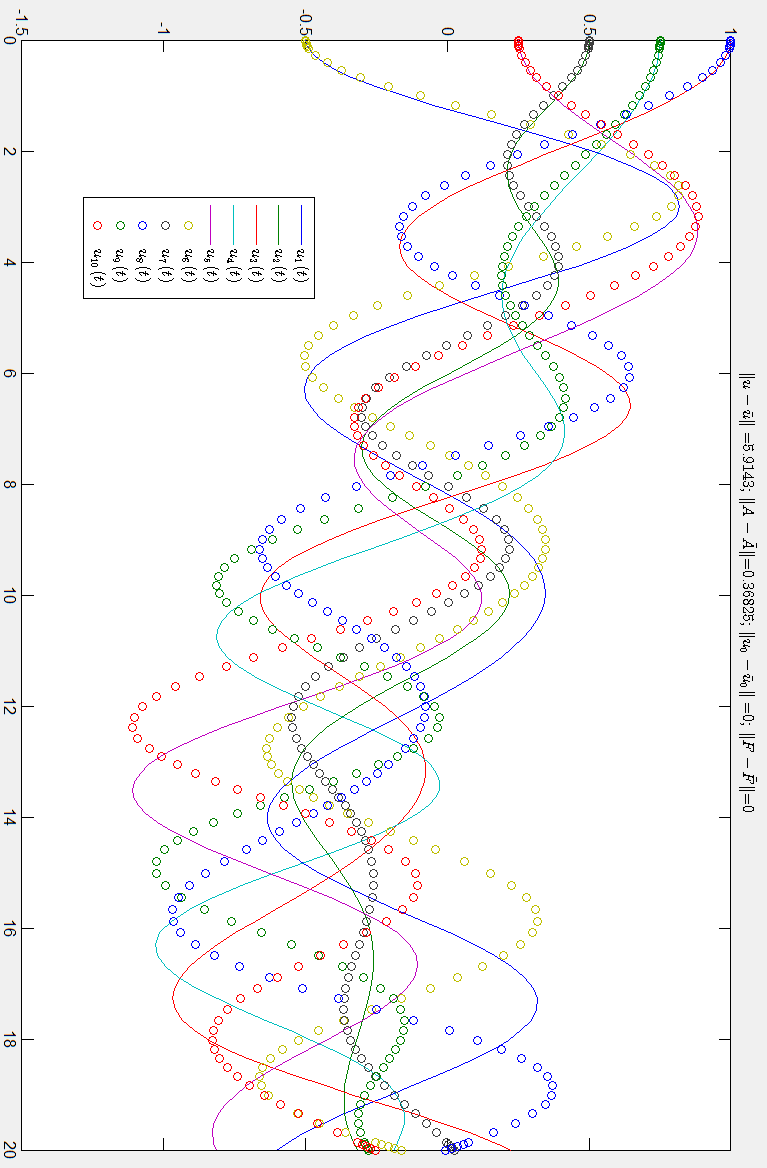 ‖u − ū‖ =5.9143; ‖A − Ā‖=0.36825; ‖u₀ − ū₀‖ =0; ‖F − F̄‖=0
1
0.5
0
-0.5
-1
-1.5
0
2
4
6
8
10
12
14
16
18
20
u₁(t)
u₂(t)
u₃(t)
u₄(t)
u₅(t)
u₆(t)
u₇(t)
u₈(t)
u₉(t)
u₁₀(t)